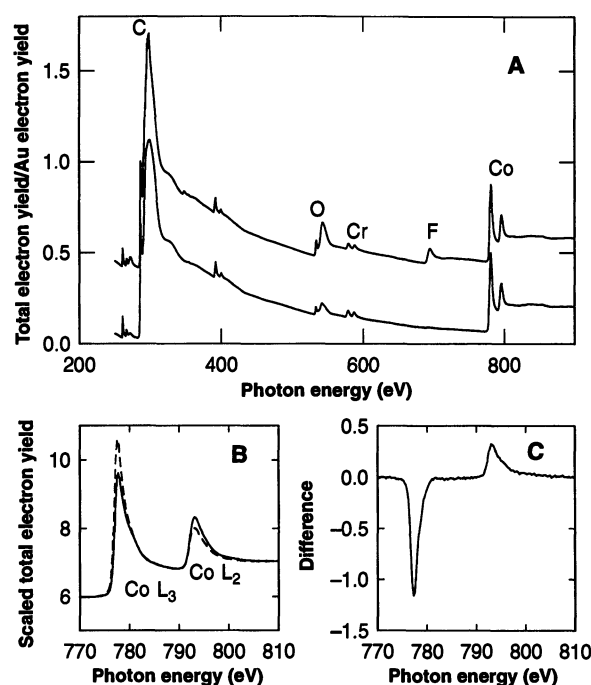 C
A
Total electron yield/Au electron yield
1.5
1.0
0.5
0.0
O
Cr
F
Co
200 400 600 800
Photon energy (eV)
B
Scaled total electron yield
10
8
6
Co L3
Co L2
770 780 790 800 810
Photon energy (eV)
C
Difference
0.5
0.0
−0.5
−1.0
−1.5
770 780 790 800 810
Photon energy (eV)